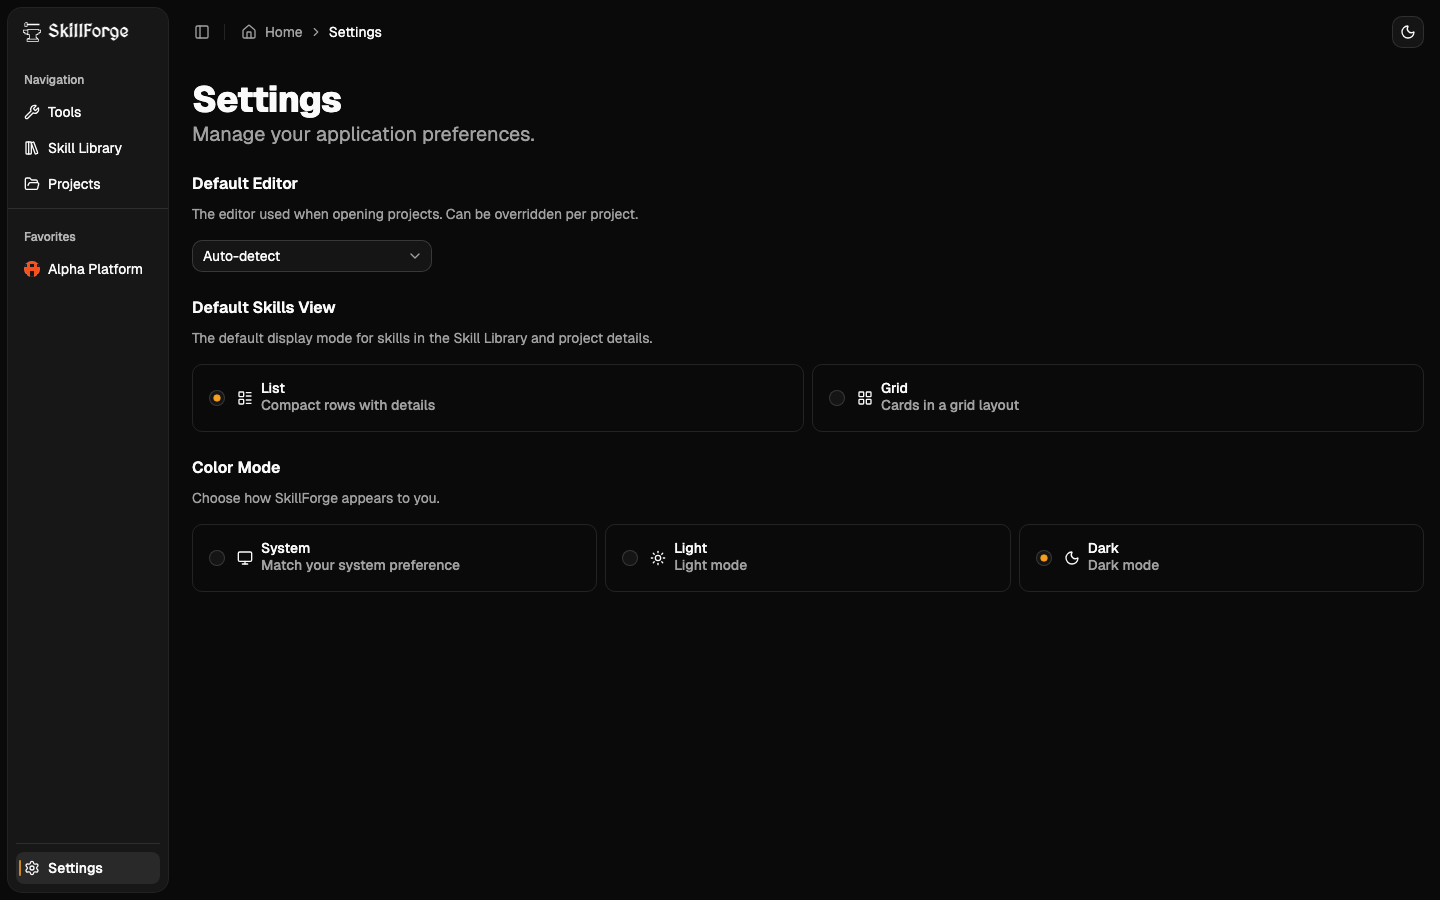 SkillForge
Navigation
Tools
Skill Library
Projects
Favorites
Alpha Platform
Settings
Home
Settings
Settings
Manage your application preferences.
Default Editor
The editor used when opening projects. Can be overridden per project.
Auto-detect
Default Skills View
The default display mode for skills in the Skill Library and project details.
List
Compact rows with details
Grid
Cards in a grid layout
Color Mode
Choose how SkillForge appears to you.
System
Match your system preference
Light
Light mode
Dark
Dark mode